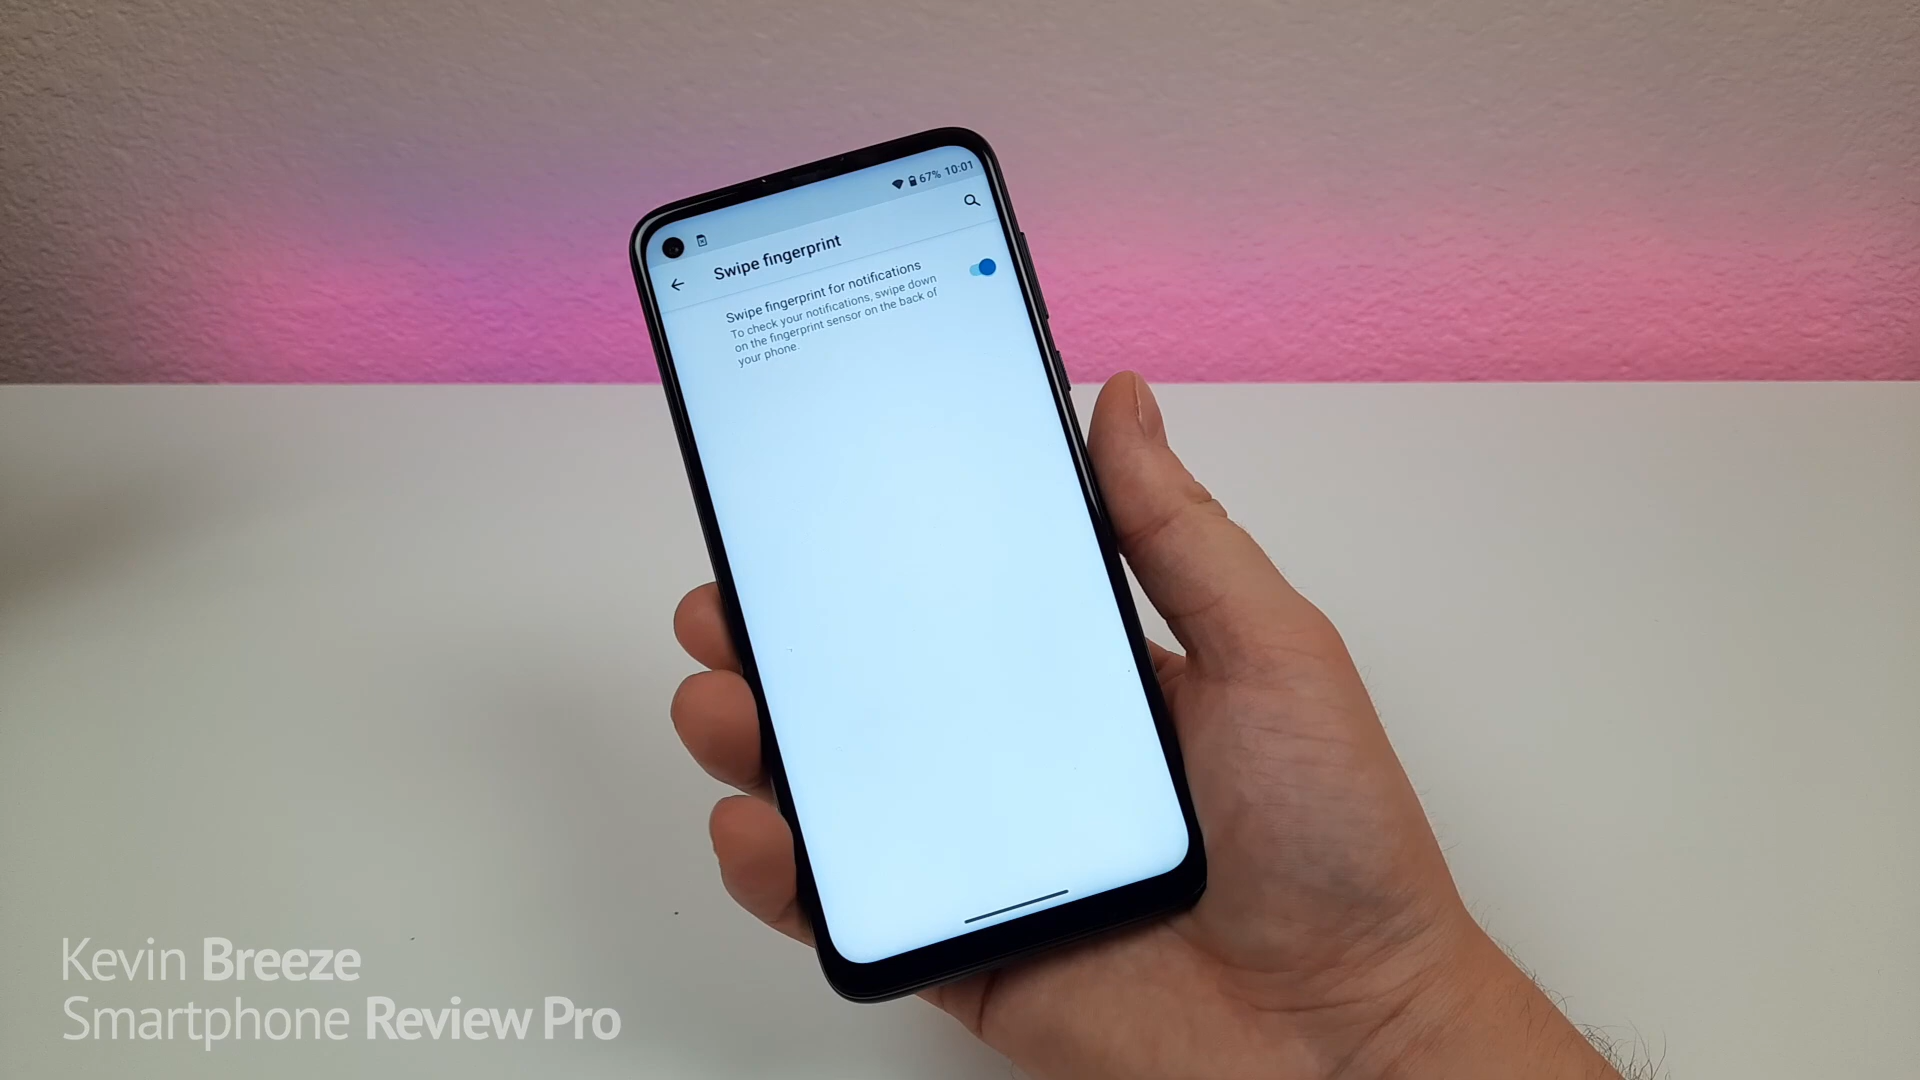 67% 10:01
Swipe fingerprint
Swipe fingerprint for notifications
To check your notifications, swipe down
on the fingerprint sensor on the back of
your phone.
Kevin Breeze
Smartphone Review Pro